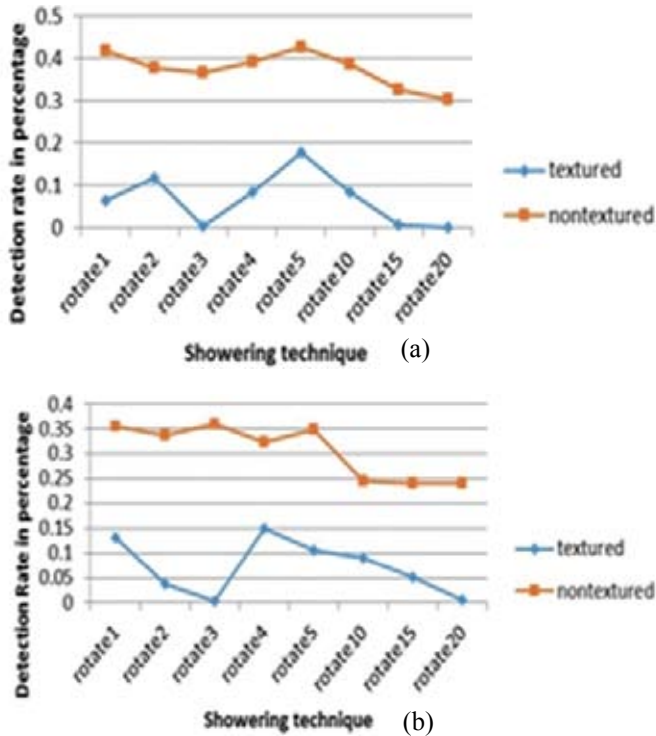 0.5
0.4
0.3
0.2
0.1
0
Detection rate in percentage
rotate1
rotate2
rotate3
rotate4
rotate5
rotate10
rotate15
rotate20
Showering technique
(a)
textured
nontextured
0.4
0.35
0.3
0.25
0.2
0.15
0.1
0.05
0
Detection Rate in percentage
rotate1
rotate2
rotate3
rotate4
rotate5
rotate10
rotate15
rotate20
Showering technique
(b)
textured
nontextured